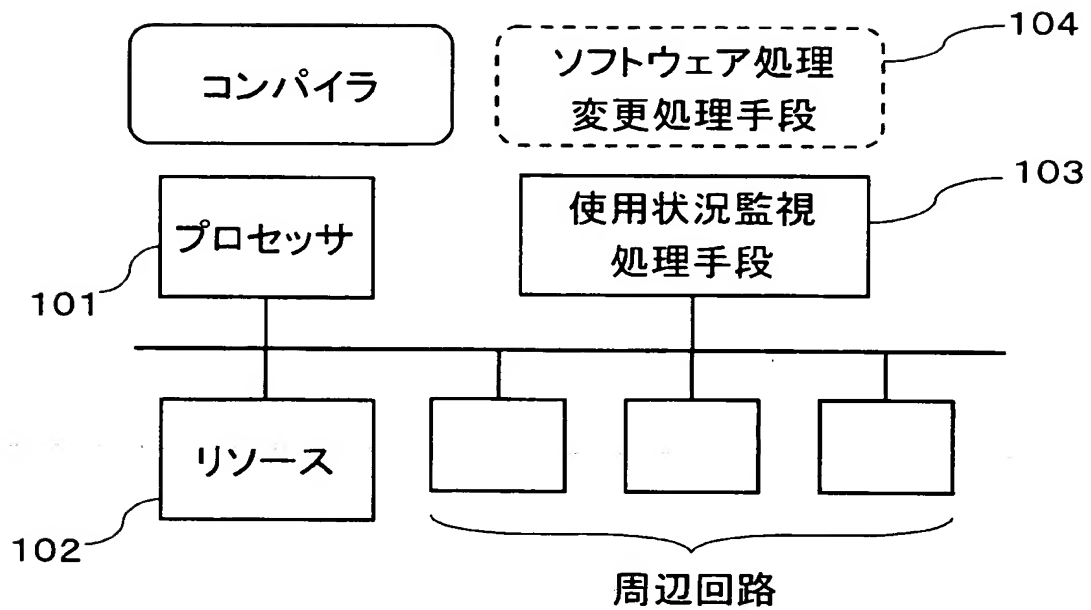 コンパイラ
ソフトウェア処理
変更処理手段
104
プロセッサ
101
使用状況監視
処理手段
103
リソース
102
周辺回路